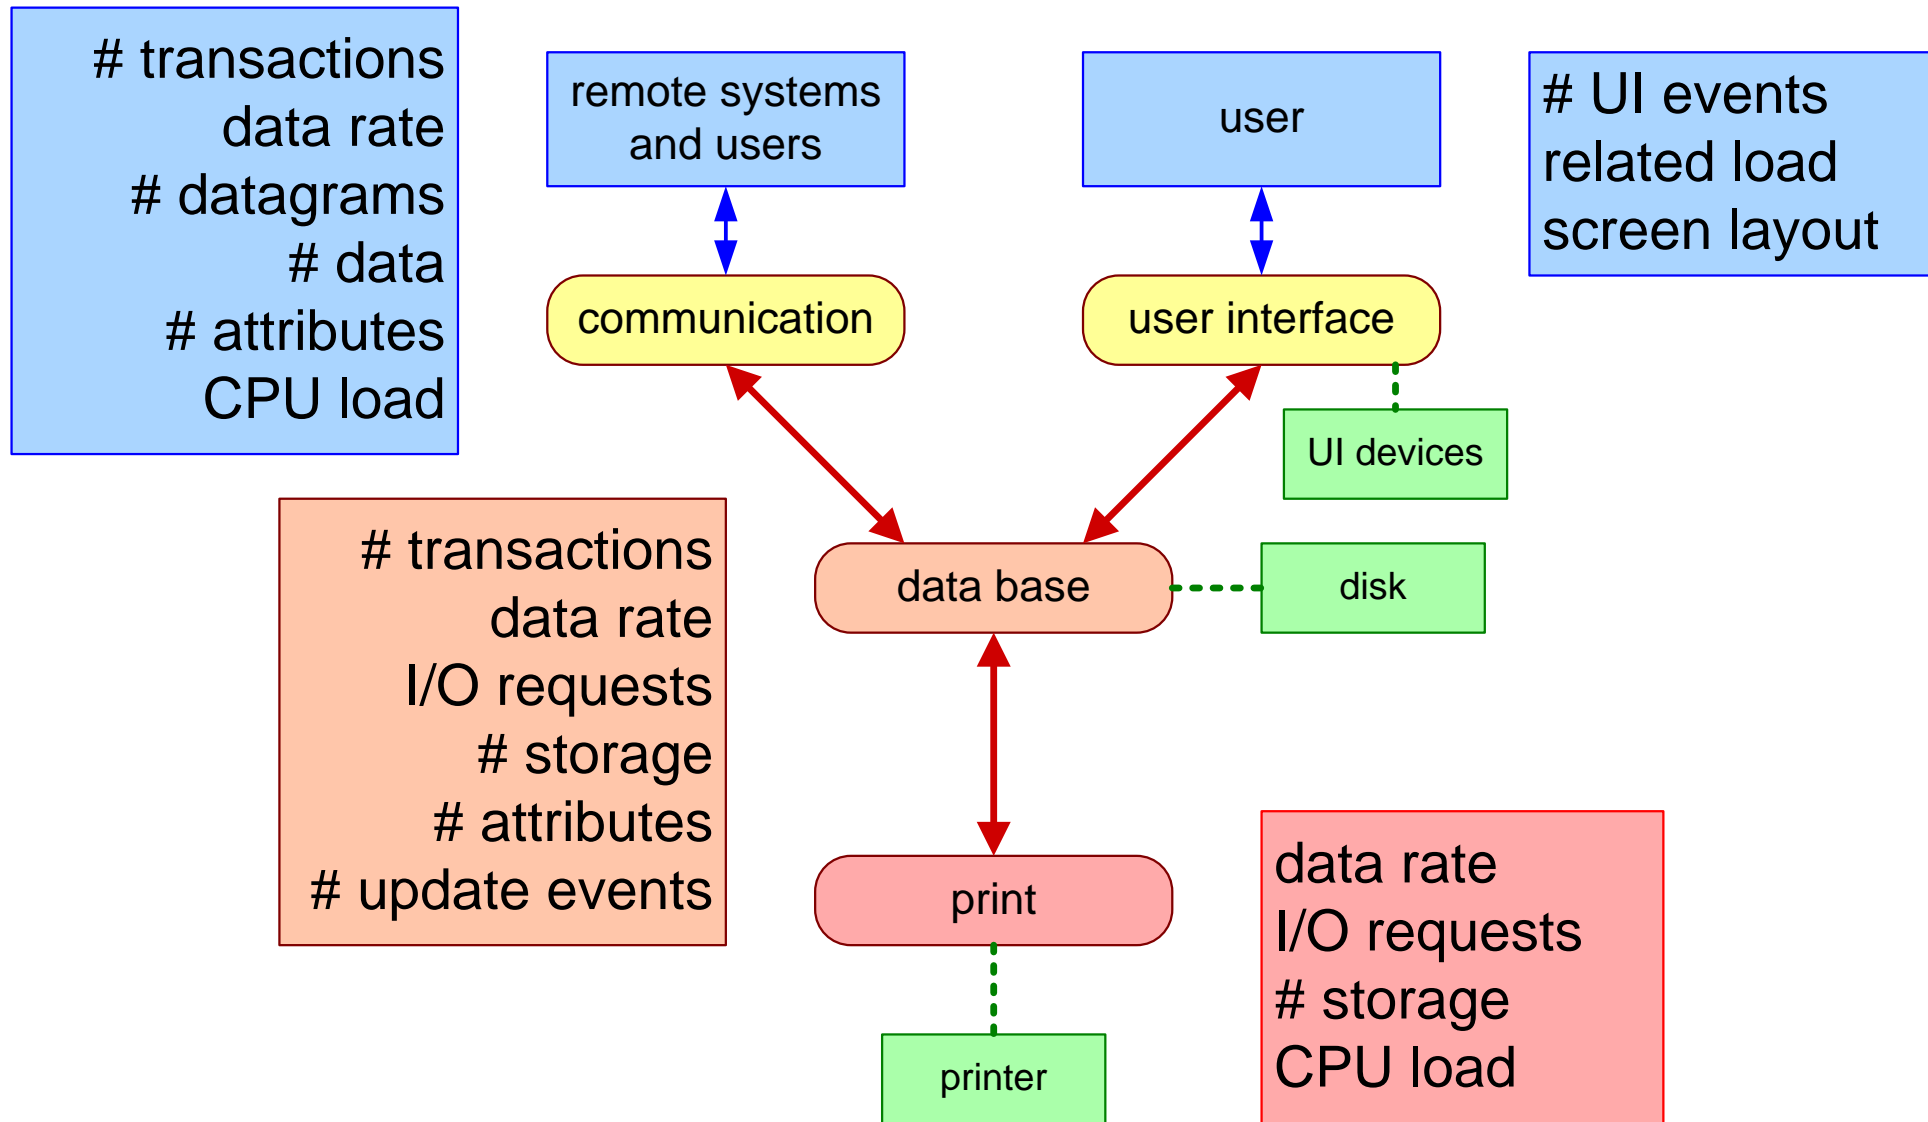 # transactions
data rate
# datagrams
# data
# attributes
CPU load
remote systems
and users
user
# UI events
related load
screen layout
communication
user interface
UI devices
# transactions
data rate
I/O requests
# storage
# attributes
# update events
data base
disk
print
data rate
I/O requests
# storage
CPU load
printer